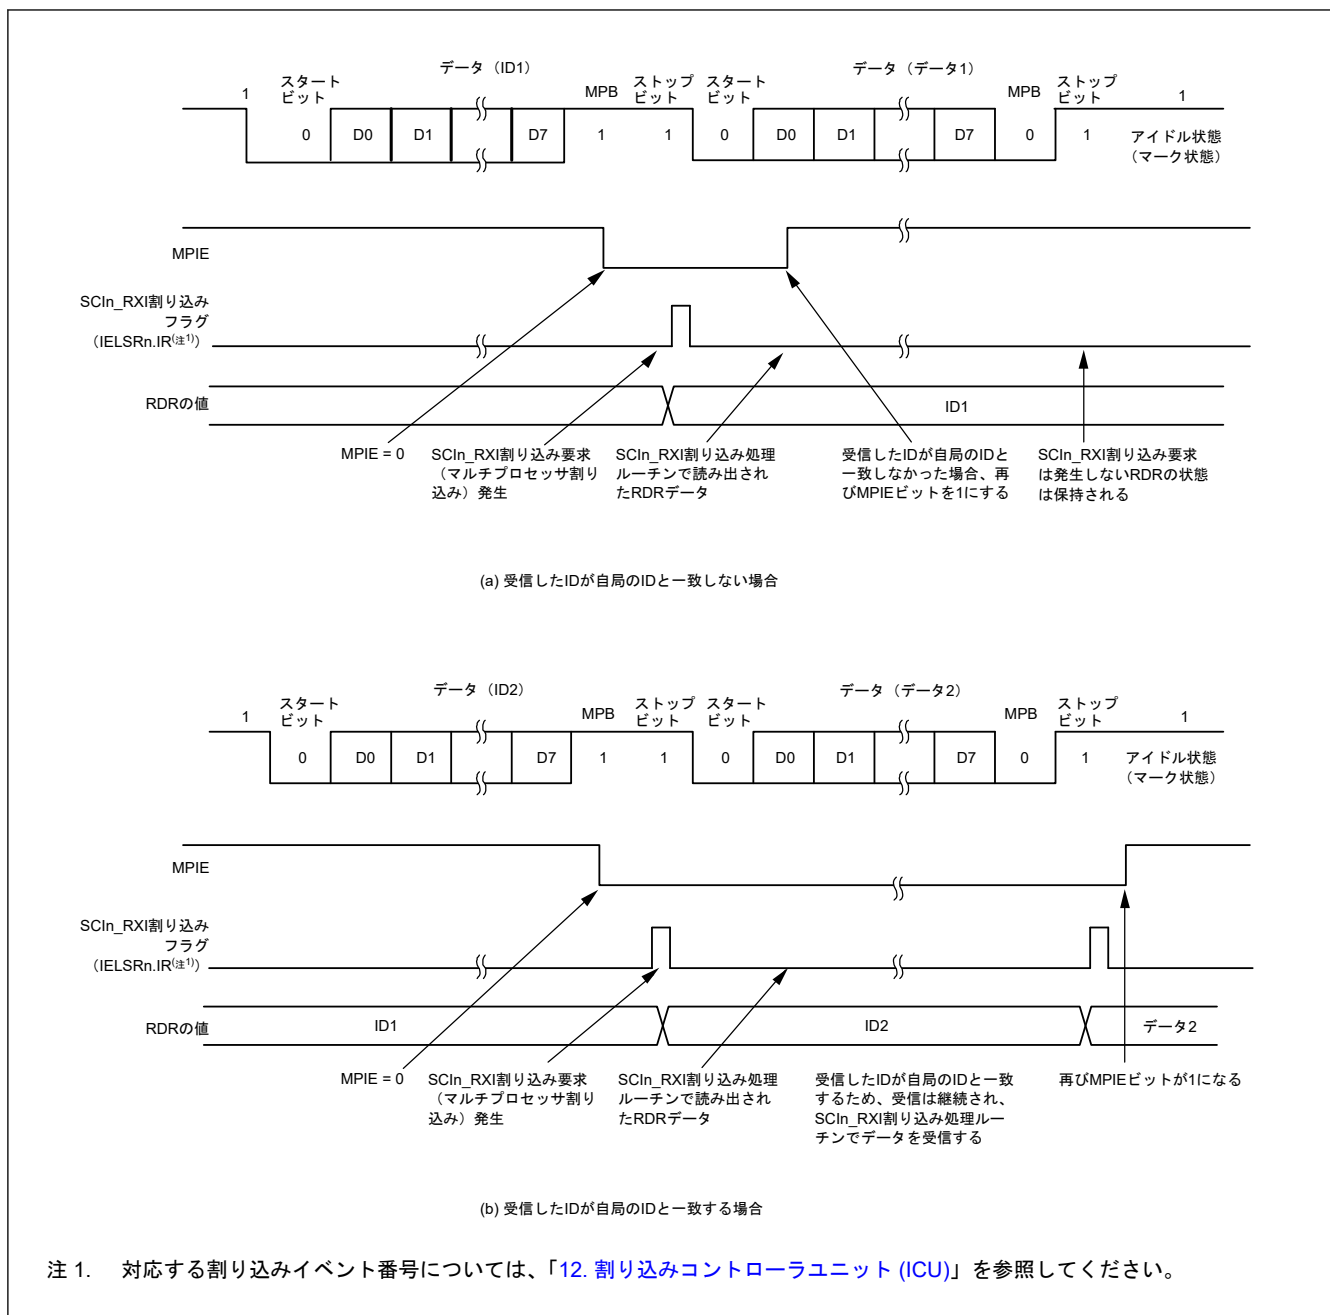 データ（ID1）
データ（データ1）
スタート
ビット
MPB
ストップ
ビット
スタート
ビット
MPB
ストップ
ビット
1
1
0
D0
D1
D7
1
1
0
D0
D1
D7
0
1
アイドル状態
（マーク状態）
MPIE
SCIn_RXI割り込み
フラグ
（IELSRn.IR(注1)）
RDRの値
ID1
MPIE = 0
SCIn_RXI割り込み要求
（マルチプロセッサ割り
込み）発生
SCIn_RXI割り込み処理
ルーチンで読み出され
たRDRデータ
受信したIDが自局のIDと
一致しなかった場合、再
びMPIEビットを1にする
SCIn_RXI割り込み要求
は発生しないRDRの状態
は保持される
(a) 受信したIDが自局のIDと一致しない場合
データ（ID2）
データ（データ2）
スタート
ビット
MPB
ストップ
ビット
スタート
ビット
MPB
ストップ
ビット
1
1
0
D0
D1
D7
1
1
0
D0
D1
D7
0
1
アイドル状態
（マーク状態）
MPIE
SCIn_RXI割り込み
フラグ
（IELSRn.IR(注1)）
RDRの値
ID1
ID2
データ2
MPIE = 0
SCIn_RXI割り込み要求
（マルチプロセッサ割り
込み）発生
SCIn_RXI割り込み処理
ルーチンで読み出され
たRDRデータ
受信したIDが自局のIDと一致
するため、受信は継続され、
SCIn_RXI割り込み処理ルー
チンでデータを受信する
再びMPIEビットが1になる
(b) 受信したIDが自局のIDと一致する場合
注 1. 対応する割り込みイベント番号については、「12. 割り込みコントローラユニット (ICU)」を参照してください。